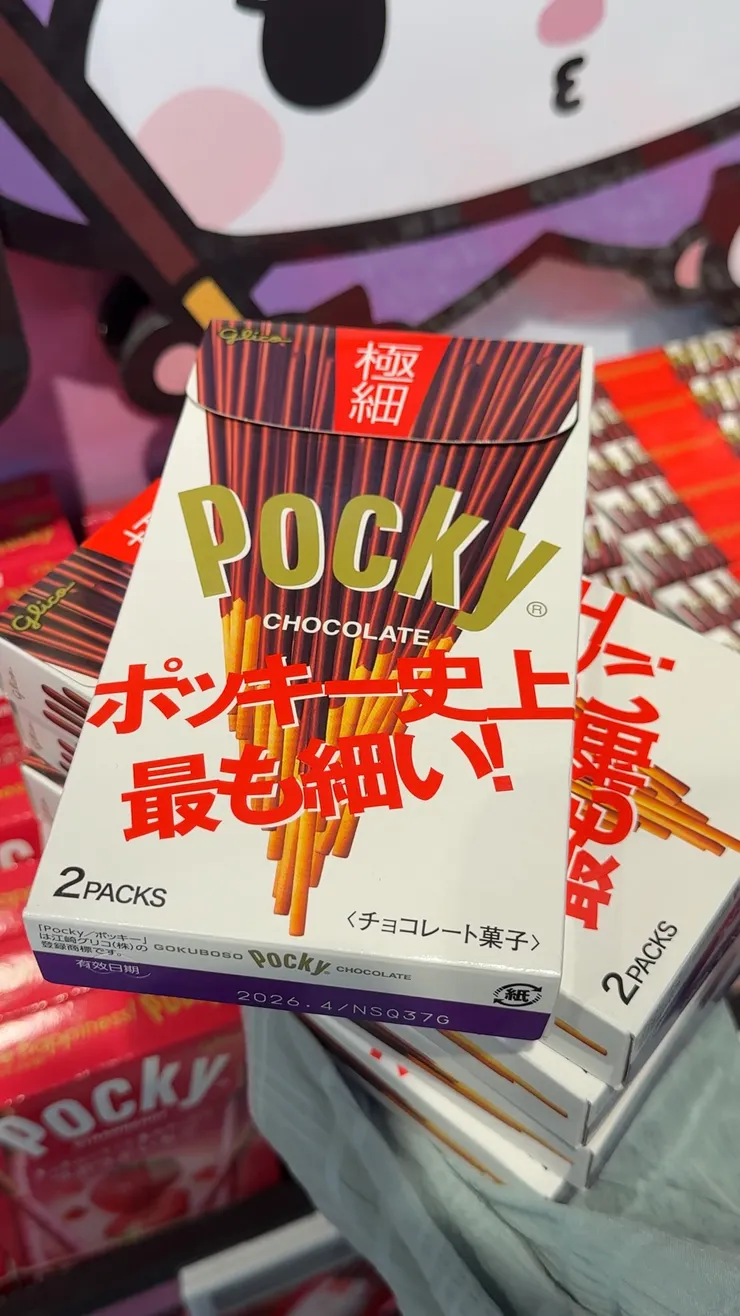 Glico
極
細
Pocky®
CHOCOLATE
ポッキー史上
最も細い!
2PACKS
〈チョコレート菓子〉
「Pocky/ポッキー」
は江崎グリコ(株)の
登録商標です。
GOKUBOSO Pocky CHOCOLATE
有效日期
2026.4/NSQ37G
紙
Glico
2PACKS
Pocky